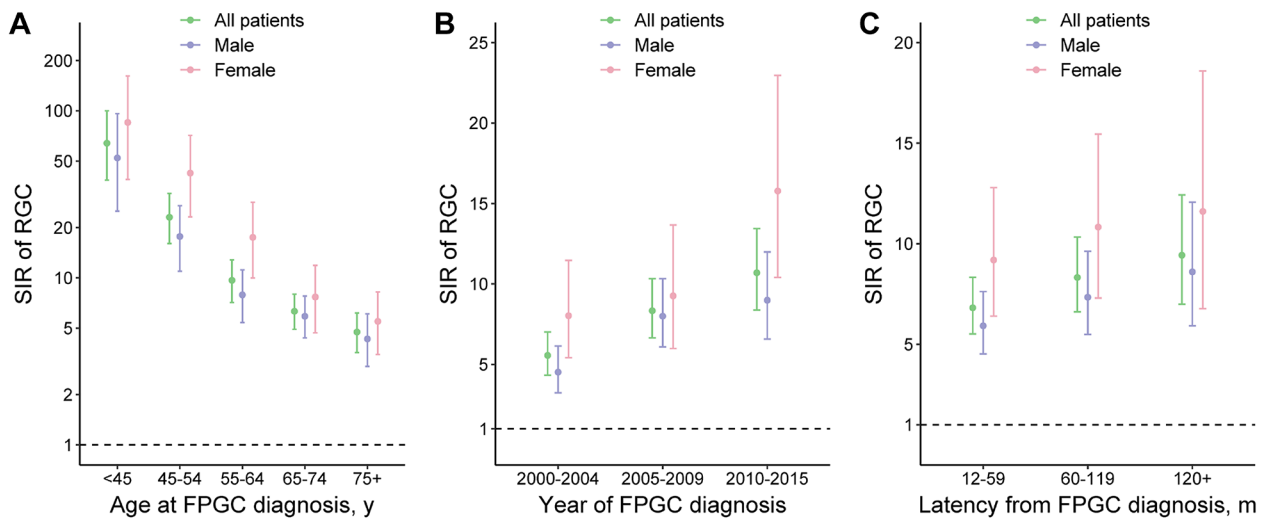 A
All patients
Male
Female
SIR of RGC
200
100
50
20
10
5
2
1
<45
45-54
55-64
65-74
75+
Age at FPGC diagnosis, y
B
All patients
Male
Female
SIR of RGC
25
20
15
10
5
1
2000-2004
2005-2009
2010-2015
Year of FPGC diagnosis
C
All patients
Male
Female
SIR of RGC
20
15
10
5
1
12-59
60-119
120+
Latency from FPGC diagnosis, m